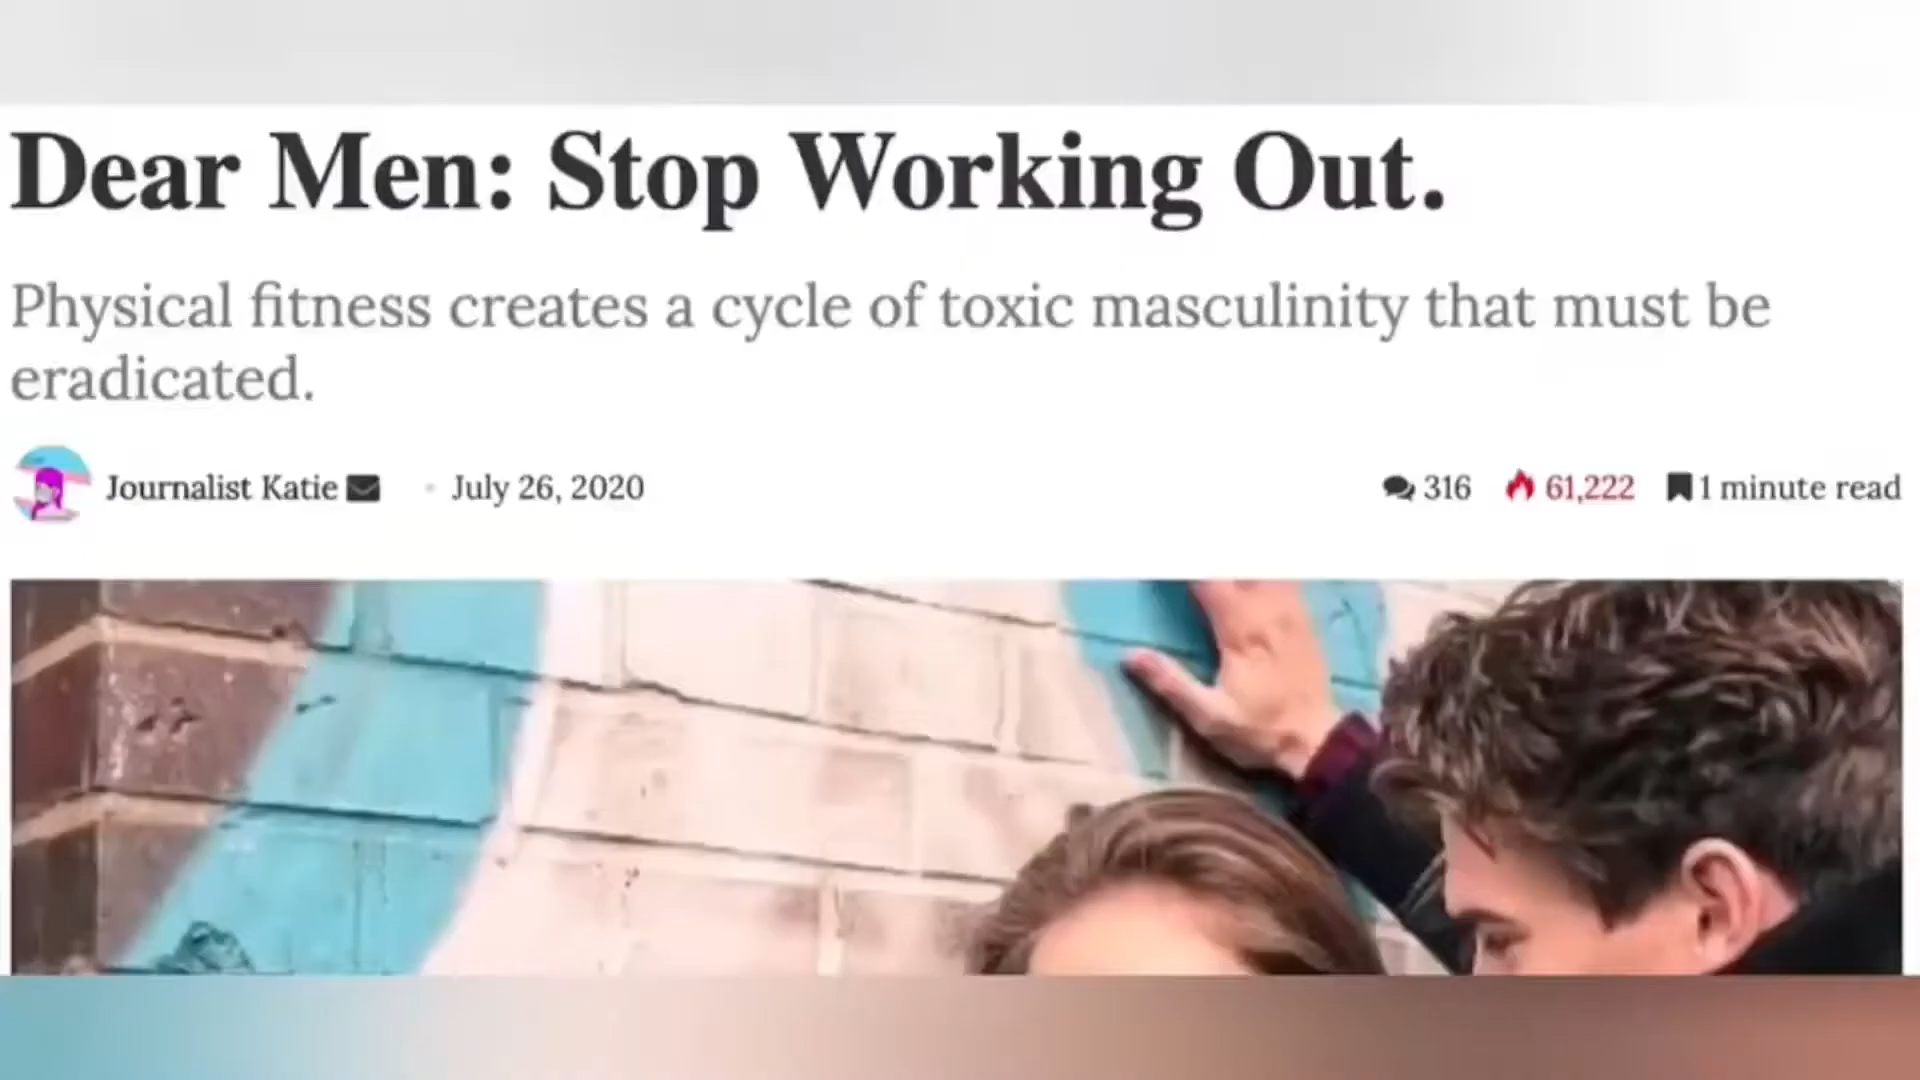 Dear Men: Stop Working Out.
Physical fitness creates a cycle of toxic masculinity that must be
eradicated.
Journalist Katie July 26, 2020 316 61,222 1 minute read